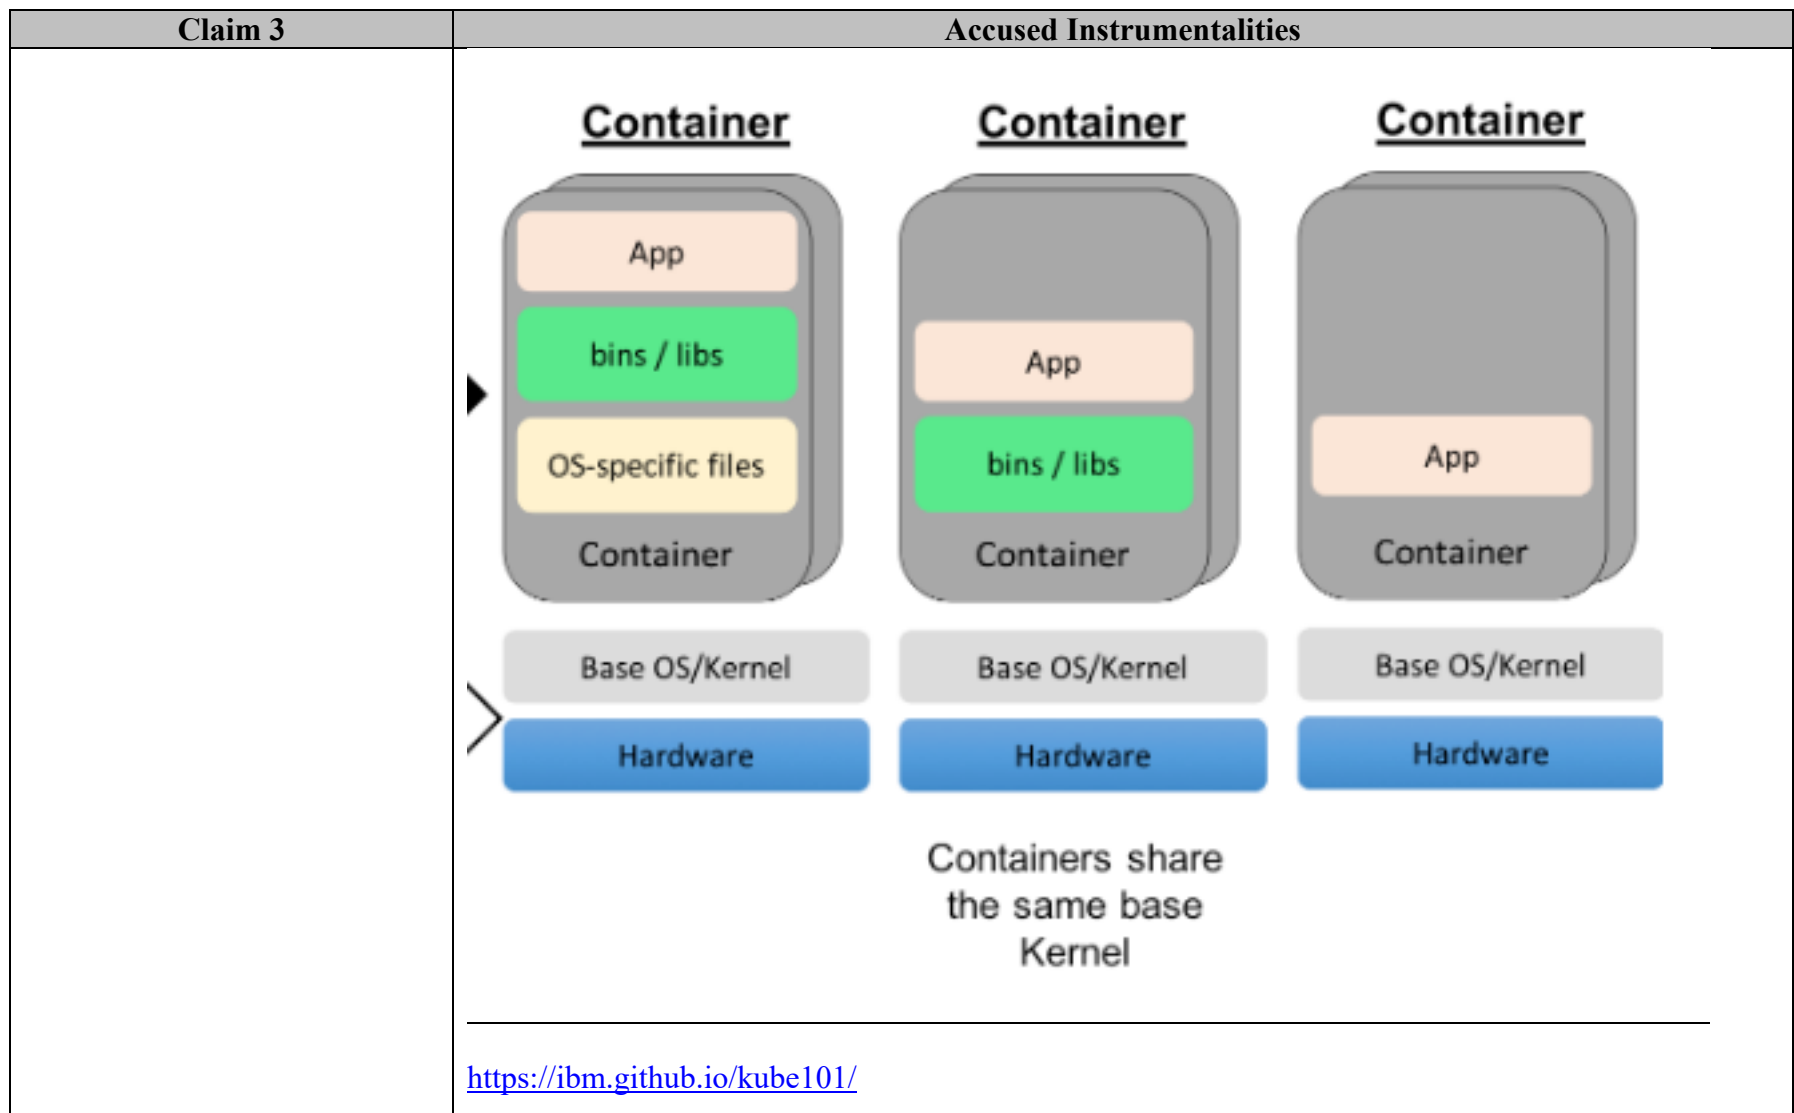 Claim 3
Accused Instrumentalities
Container
Container
Container
App
bins / libs
OS-specific files
Container
App
bins / libs
Container
App
Container
Base OS/Kernel
Base OS/Kernel
Base OS/Kernel
Hardware
Hardware
Hardware
Containers share
the same base
Kernel
https://ibm.github.io/kube101/